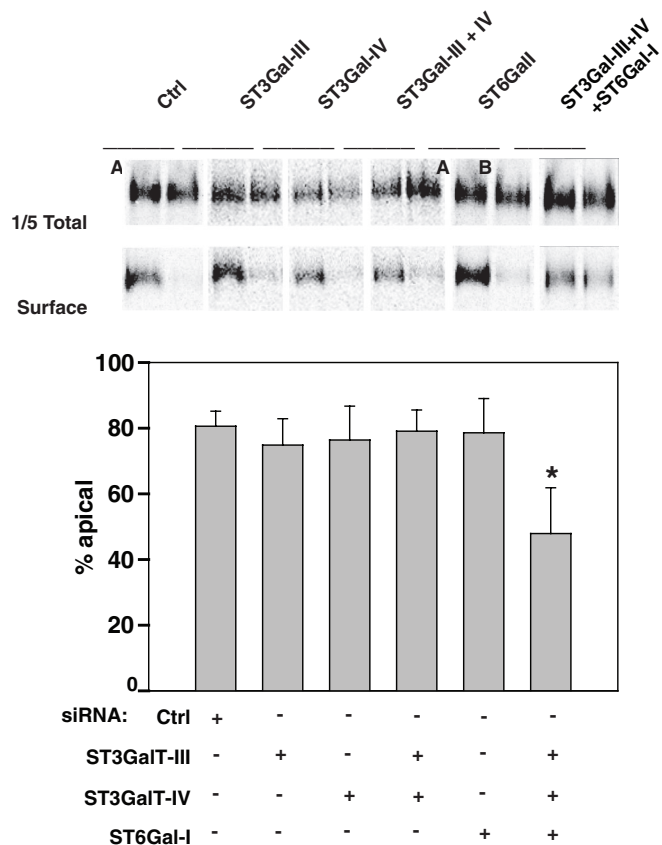 Ctrl
ST3Gal-III
ST3Gal-IV
ST3Gal-III + IV
ST6GalI
ST3Gal-III+IV
+ST6Gal-I
A A B
1/5 Total
Surface
100
80
60
40
20
0
% apical
*
siRNA: Ctrl + - - - - -
ST3GalT-III - + - + - +
ST3GalT-IV - - + + - +
ST6Gal-I - - - - + +